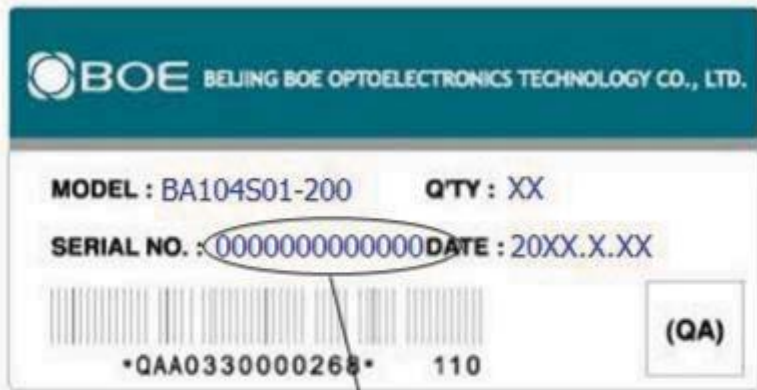 BOE BEIJING BOE OPTOELECTRONICS TECHNOLOGY CO., LTD.
MODEL : BA104S01-200 Q'TY : XX
SERIAL NO. : 0000000000000 DATE : 20XX.X.XX
(QA)
*QAA0330000268* 110